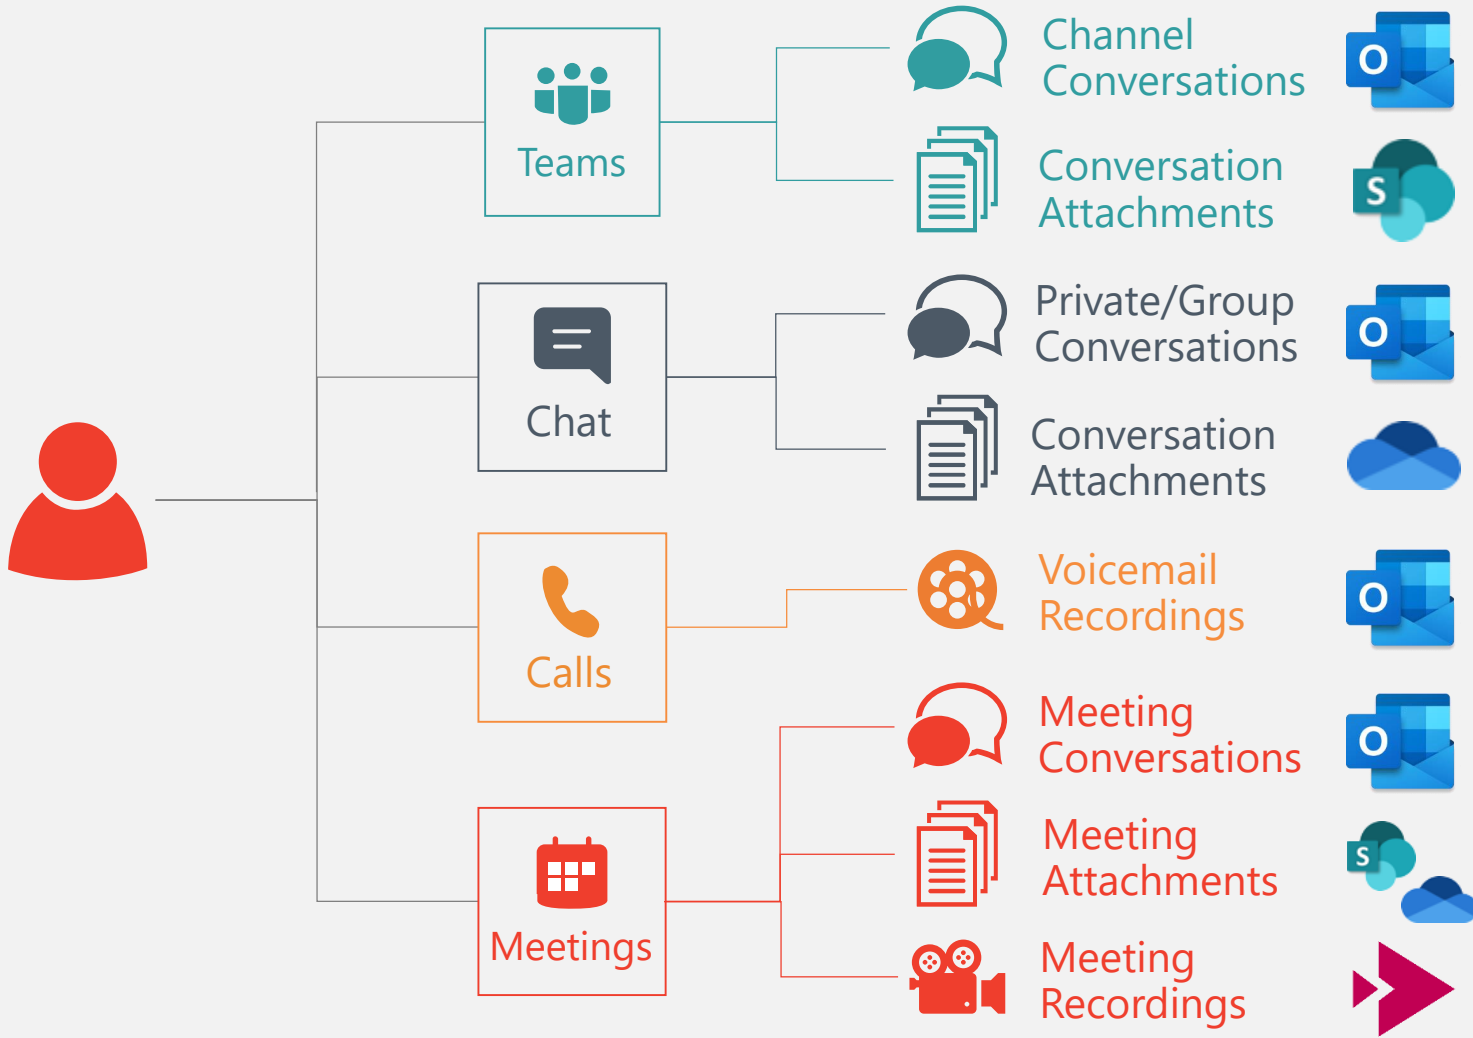 Teams
Channel
Conversations
O
Conversation
Attachments
S
Chat
Private/Group
Conversations
O
Conversation
Attachments
Calls
Voicemail
Recordings
O
Meetings
Meeting
Conversations
O
Meeting
Attachments
S
Meeting
Recordings